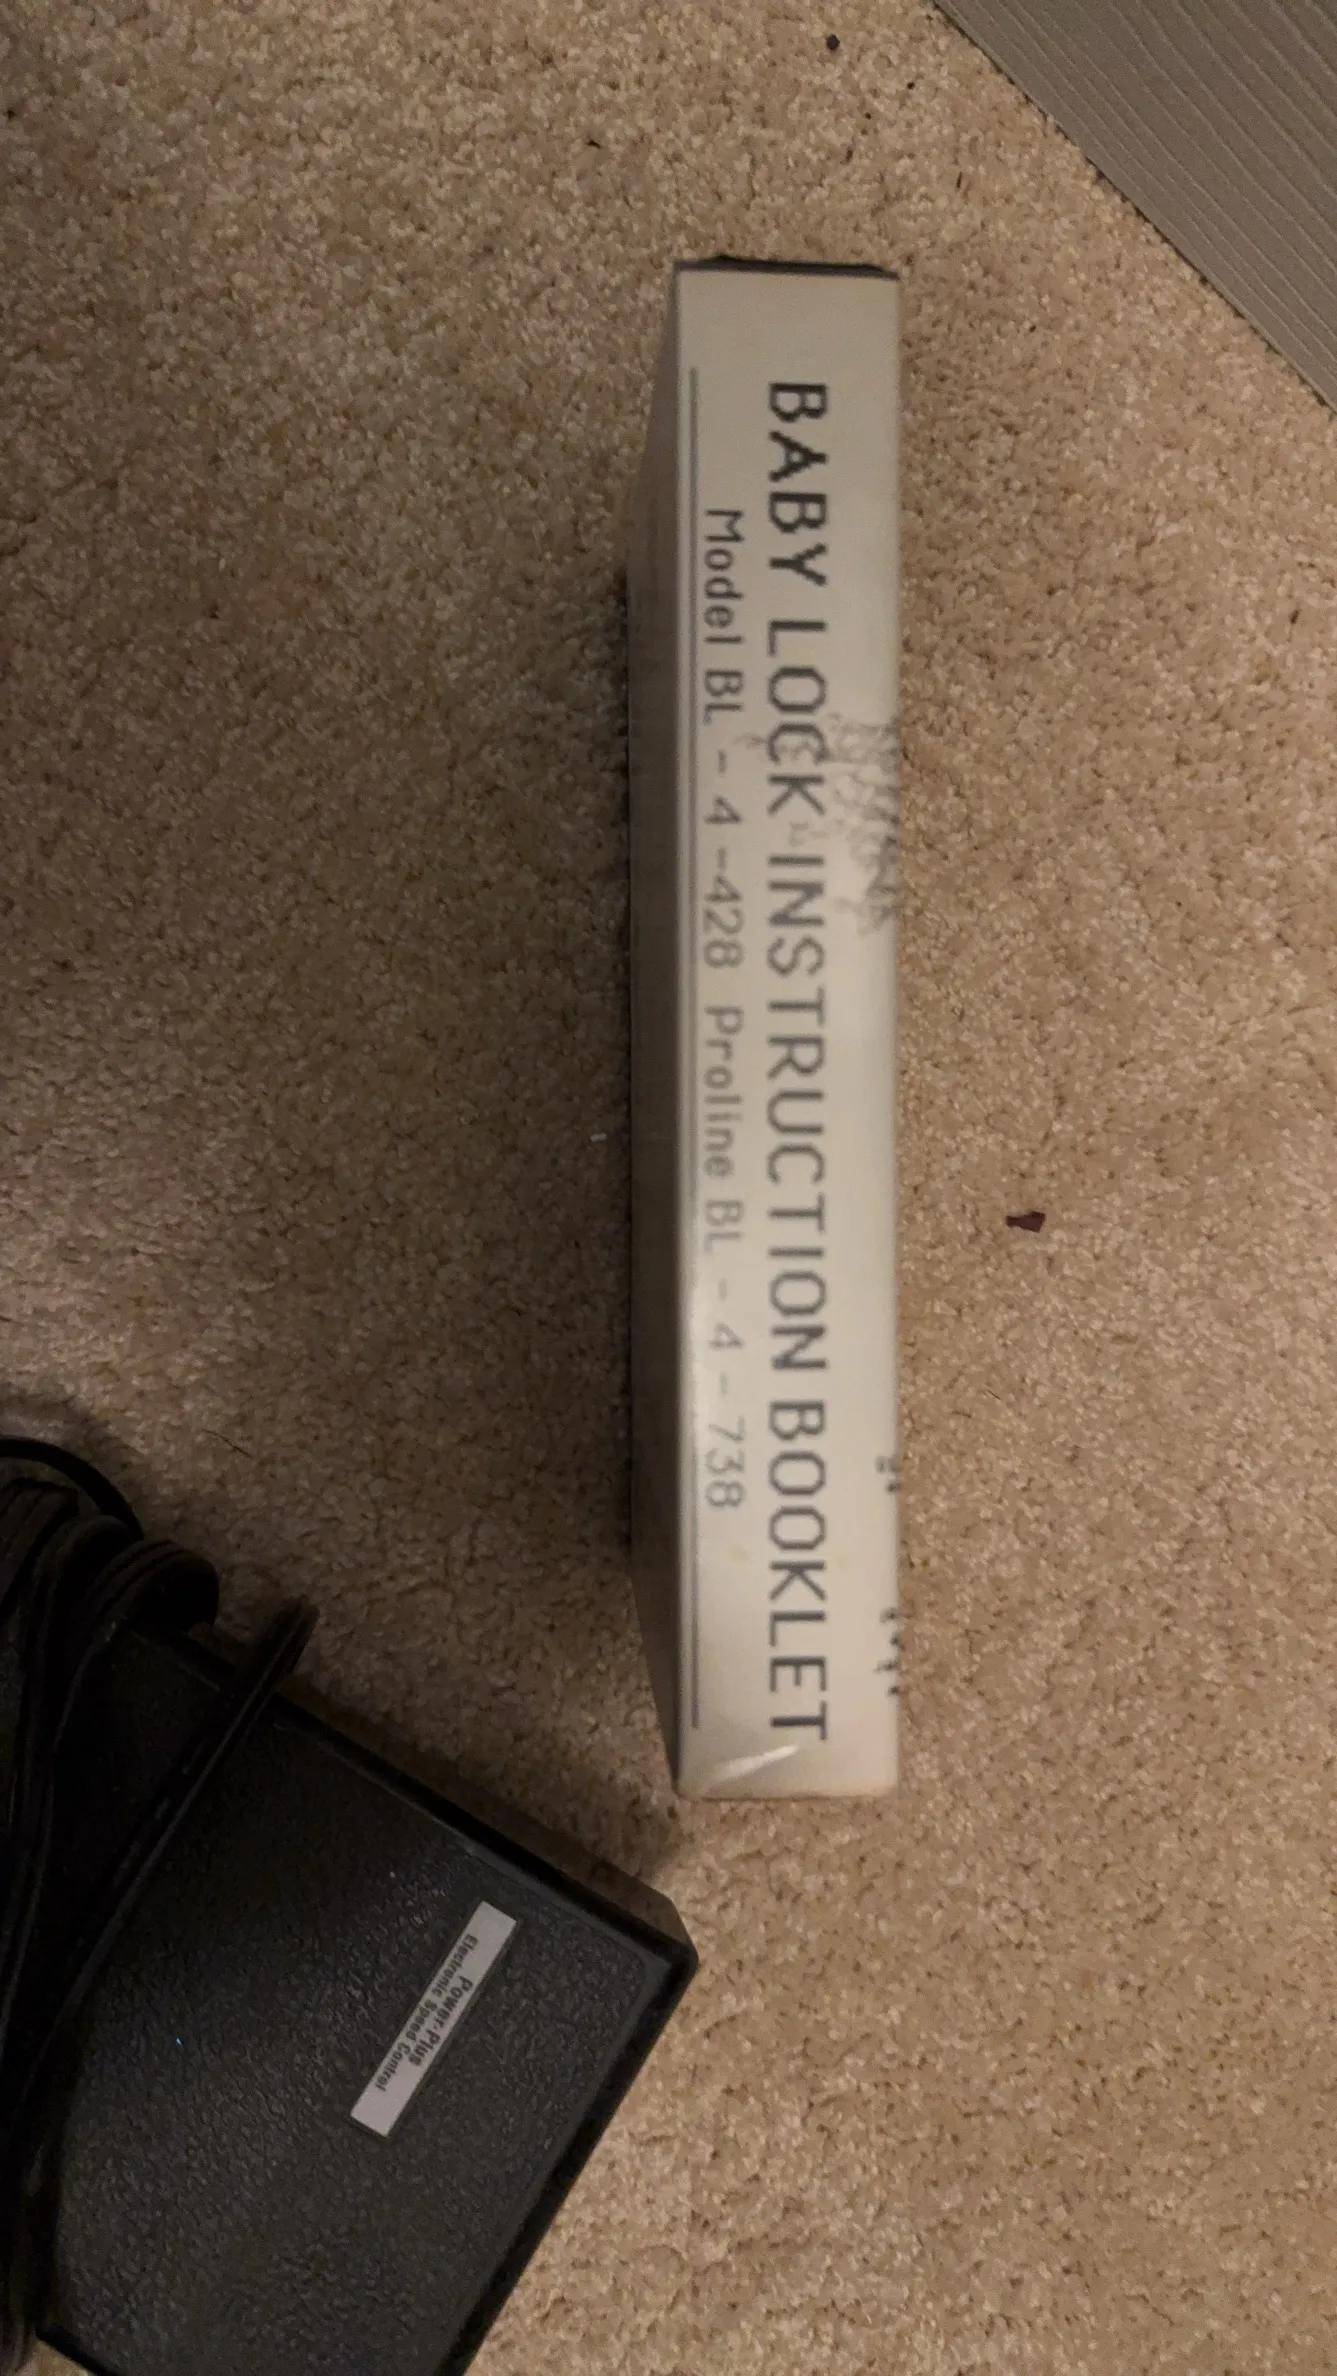 BABY LOCK INSTRUCTION BOOKLET
Model BL - 4 -428 Proline BL - 4 - 738
Power-Plus
Electronic Speed Control